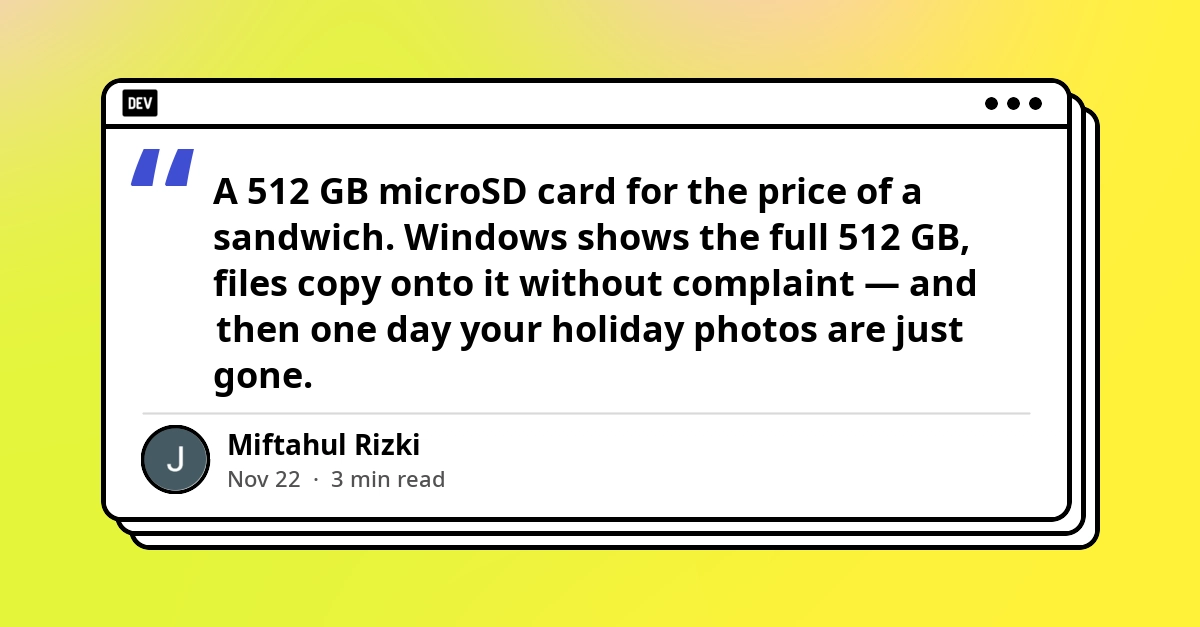 DEV
“
A 512 GB microSD card for the price of a
sandwich. Windows shows the full 512 GB,
files copy onto it without complaint — and
then one day your holiday photos are just
gone.
J
Miftahul Rizki
Nov 22 · 3 min read